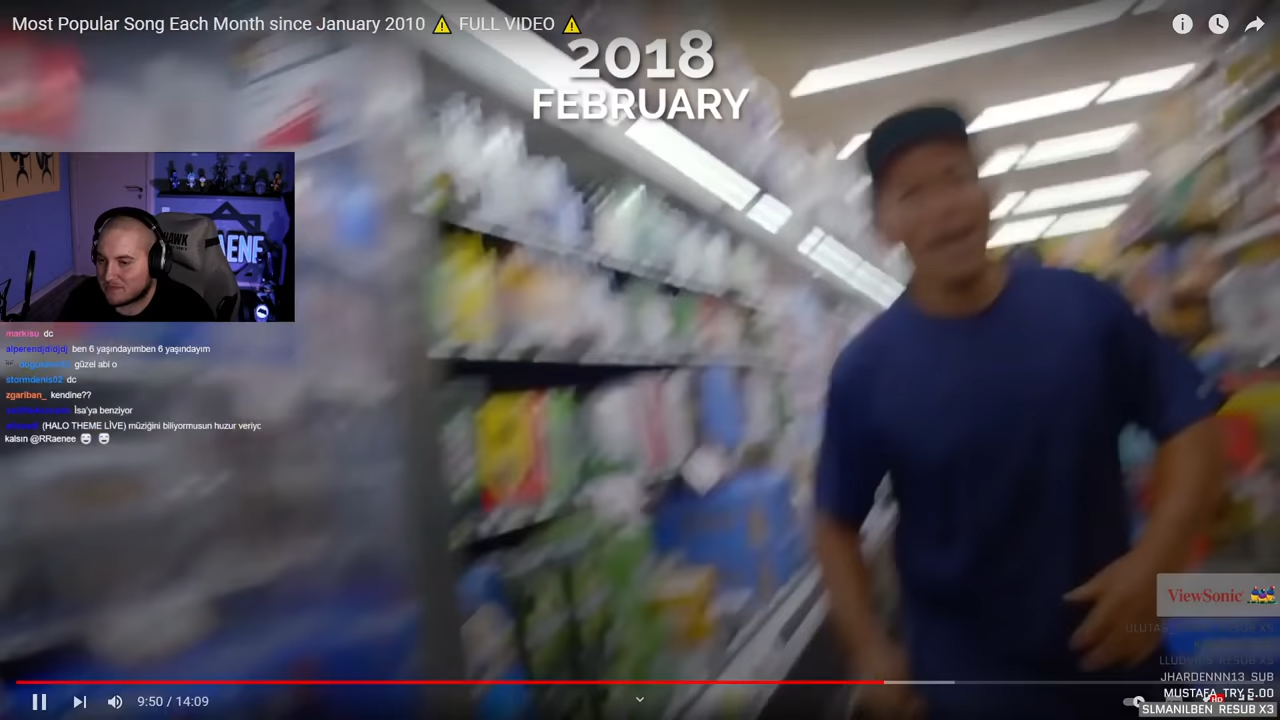 Most Popular Song Each Month since January 2010 ⚠ FULL VIDEO ⚠
2018
FEBRUARY
markisu dc
alperendjdjdjdj ben 6 yaşındayımben 6 yaşındayım
güzel abi o
stormdenis02 dc
zgariban_ kendine??
İsa'ya benziyor
(HALO THEME LİVE) müziğini biliyormusun huzur veriyc
kalsın @RRaenee
ViewSonic
JHARDENNN13 SUB
MUSTAFA TRY 5.00
SLMANILBEN RESUB X3
9:50 / 14:09